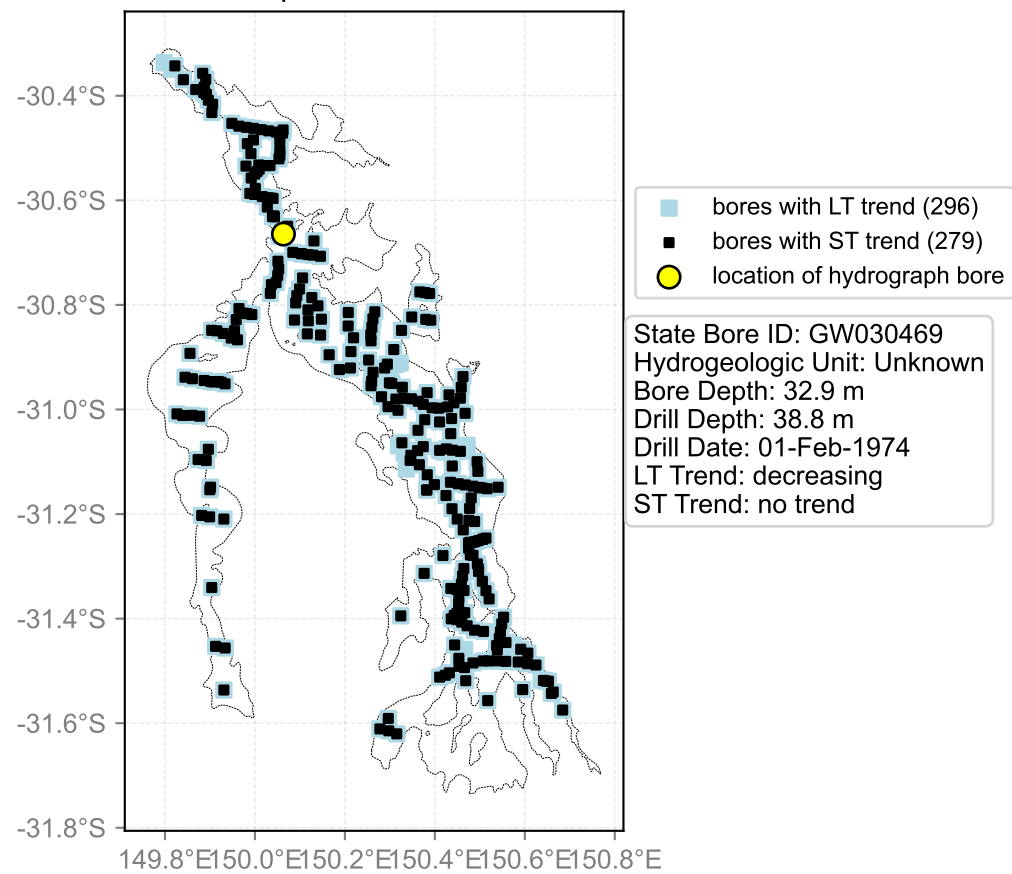 -30.4°S
-30.6°S
-30.8°S
-31.0°S
-31.2°S
-31.4°S
-31.6°S
-31.8°S
149.8°E150.0°E150.2°E150.4°E150.6°E150.8°E
bores with LT trend (296)
bores with ST trend (279)
location of hydrograph bore
State Bore ID: GW030469
Hydrogeologic Unit: Unknown
Bore Depth: 32.9 m
Drill Depth: 38.8 m
Drill Date: 01-Feb-1974
LT Trend: decreasing
ST Trend: no trend